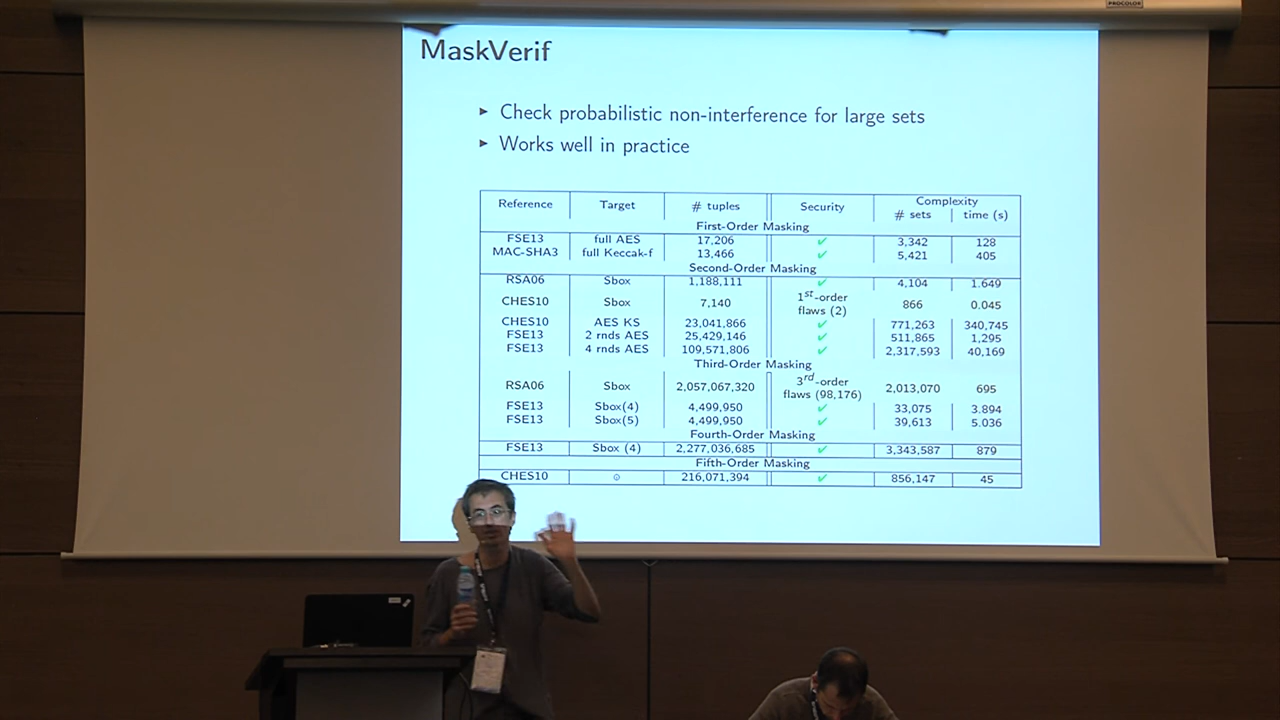 PROCOLOR
MaskVerif
► Check probabilistic non-interference for large sets
► Works well in practice
Reference Target # tuples Security Complexity
# sets time (s)
First-Order Masking
FSE13 full AES 17,206 ✓ 3,342 128
MAC-SHA3 full Keccak-f 13,466 ✓ 5,421 405
Second-Order Masking
RSA06 Sbox 1,188,111 ✓ 4,104 1.649
CHES10 Sbox 7,140 1st-order flaws (2) 866 0.045
CHES10 AES KS 23,041,866 ✓ 771,263 340,745
FSE13 2 rnds AES 25,429,146 ✓ 511,865 1,295
FSE13 4 rnds AES 109,571,806 ✓ 2,317,593 40,169
Third-Order Masking
RSA06 Sbox 2,057,067,320 3rd-order flaws (98,176) 2,013,070 695
FSE13 Sbox(4) 4,499,950 ✓ 33,075 3.894
FSE13 Sbox(5) 4,499,950 ✓ 39,613 5.036
Fourth-Order Masking
FSE13 Sbox (4) 2,277,036,685 ✓ 3,343,587 879
Fifth-Order Masking
CHES10 ⊙ 216,071,394 ✓ 856,147 45